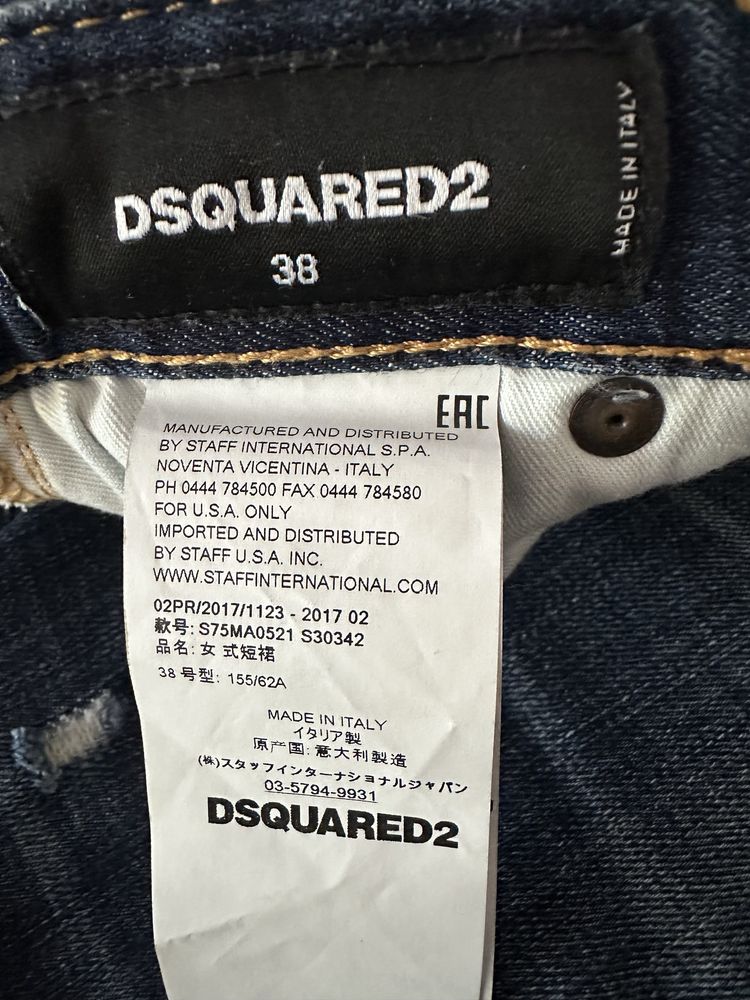 DSQUARED2
38
MADE IN ITALY
EAC
MANUFACTURED AND DISTRIBUTED
BY STAFF INTERNATIONAL S.P.A.
NOVENTA VICENTINA - ITALY
PH 0444 784500 FAX 0444 784580
FOR U.S.A. ONLY
IMPORTED AND DISTRIBUTED
BY STAFF U.S.A. INC.
WWW.STAFFINTERNATIONAL.COM
02PR/2017/1123 - 2017 02
款号: S75MA0521 S30342
品名: 女 式短裙
38 号型: 155/62A
MADE IN ITALY
イタリア製
原产国: 意大利製造
(株)スタッフインターナショナルジャパン
03-5794-9931
DSQUARED2